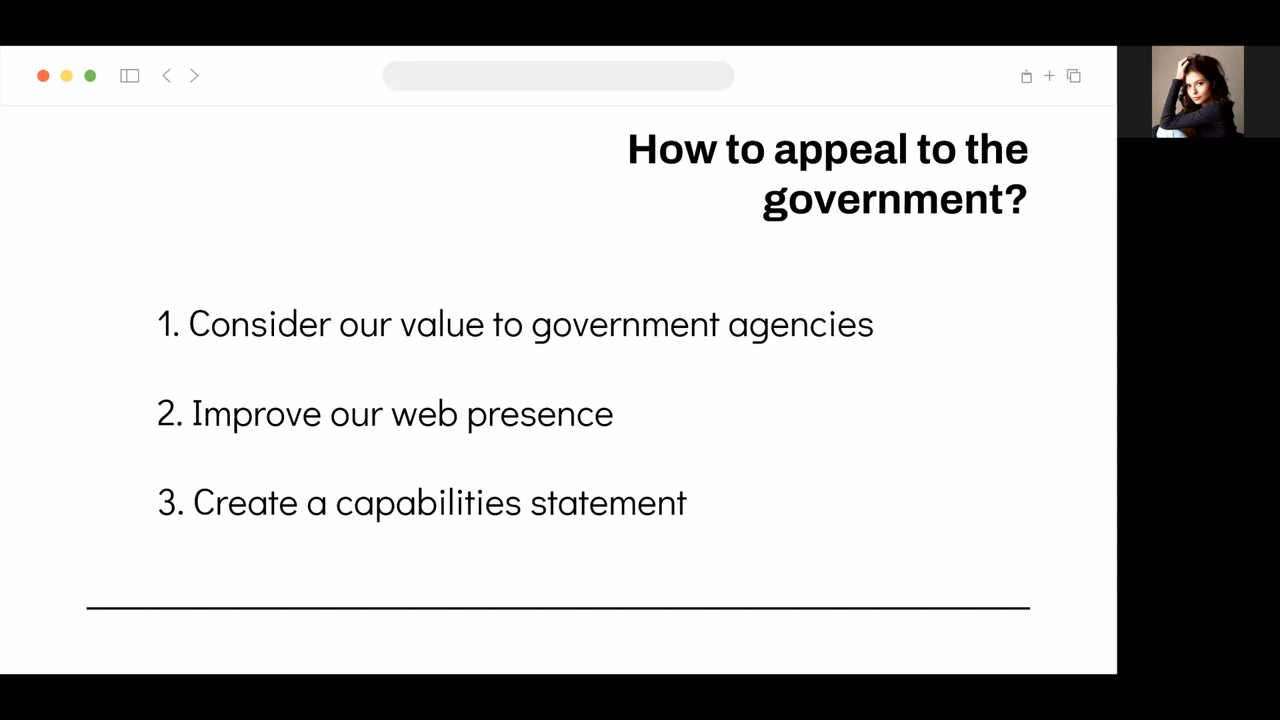 How to appeal to the
government?
1. Consider our value to government agencies
2. Improve our web presence
3. Create a capabilities statement